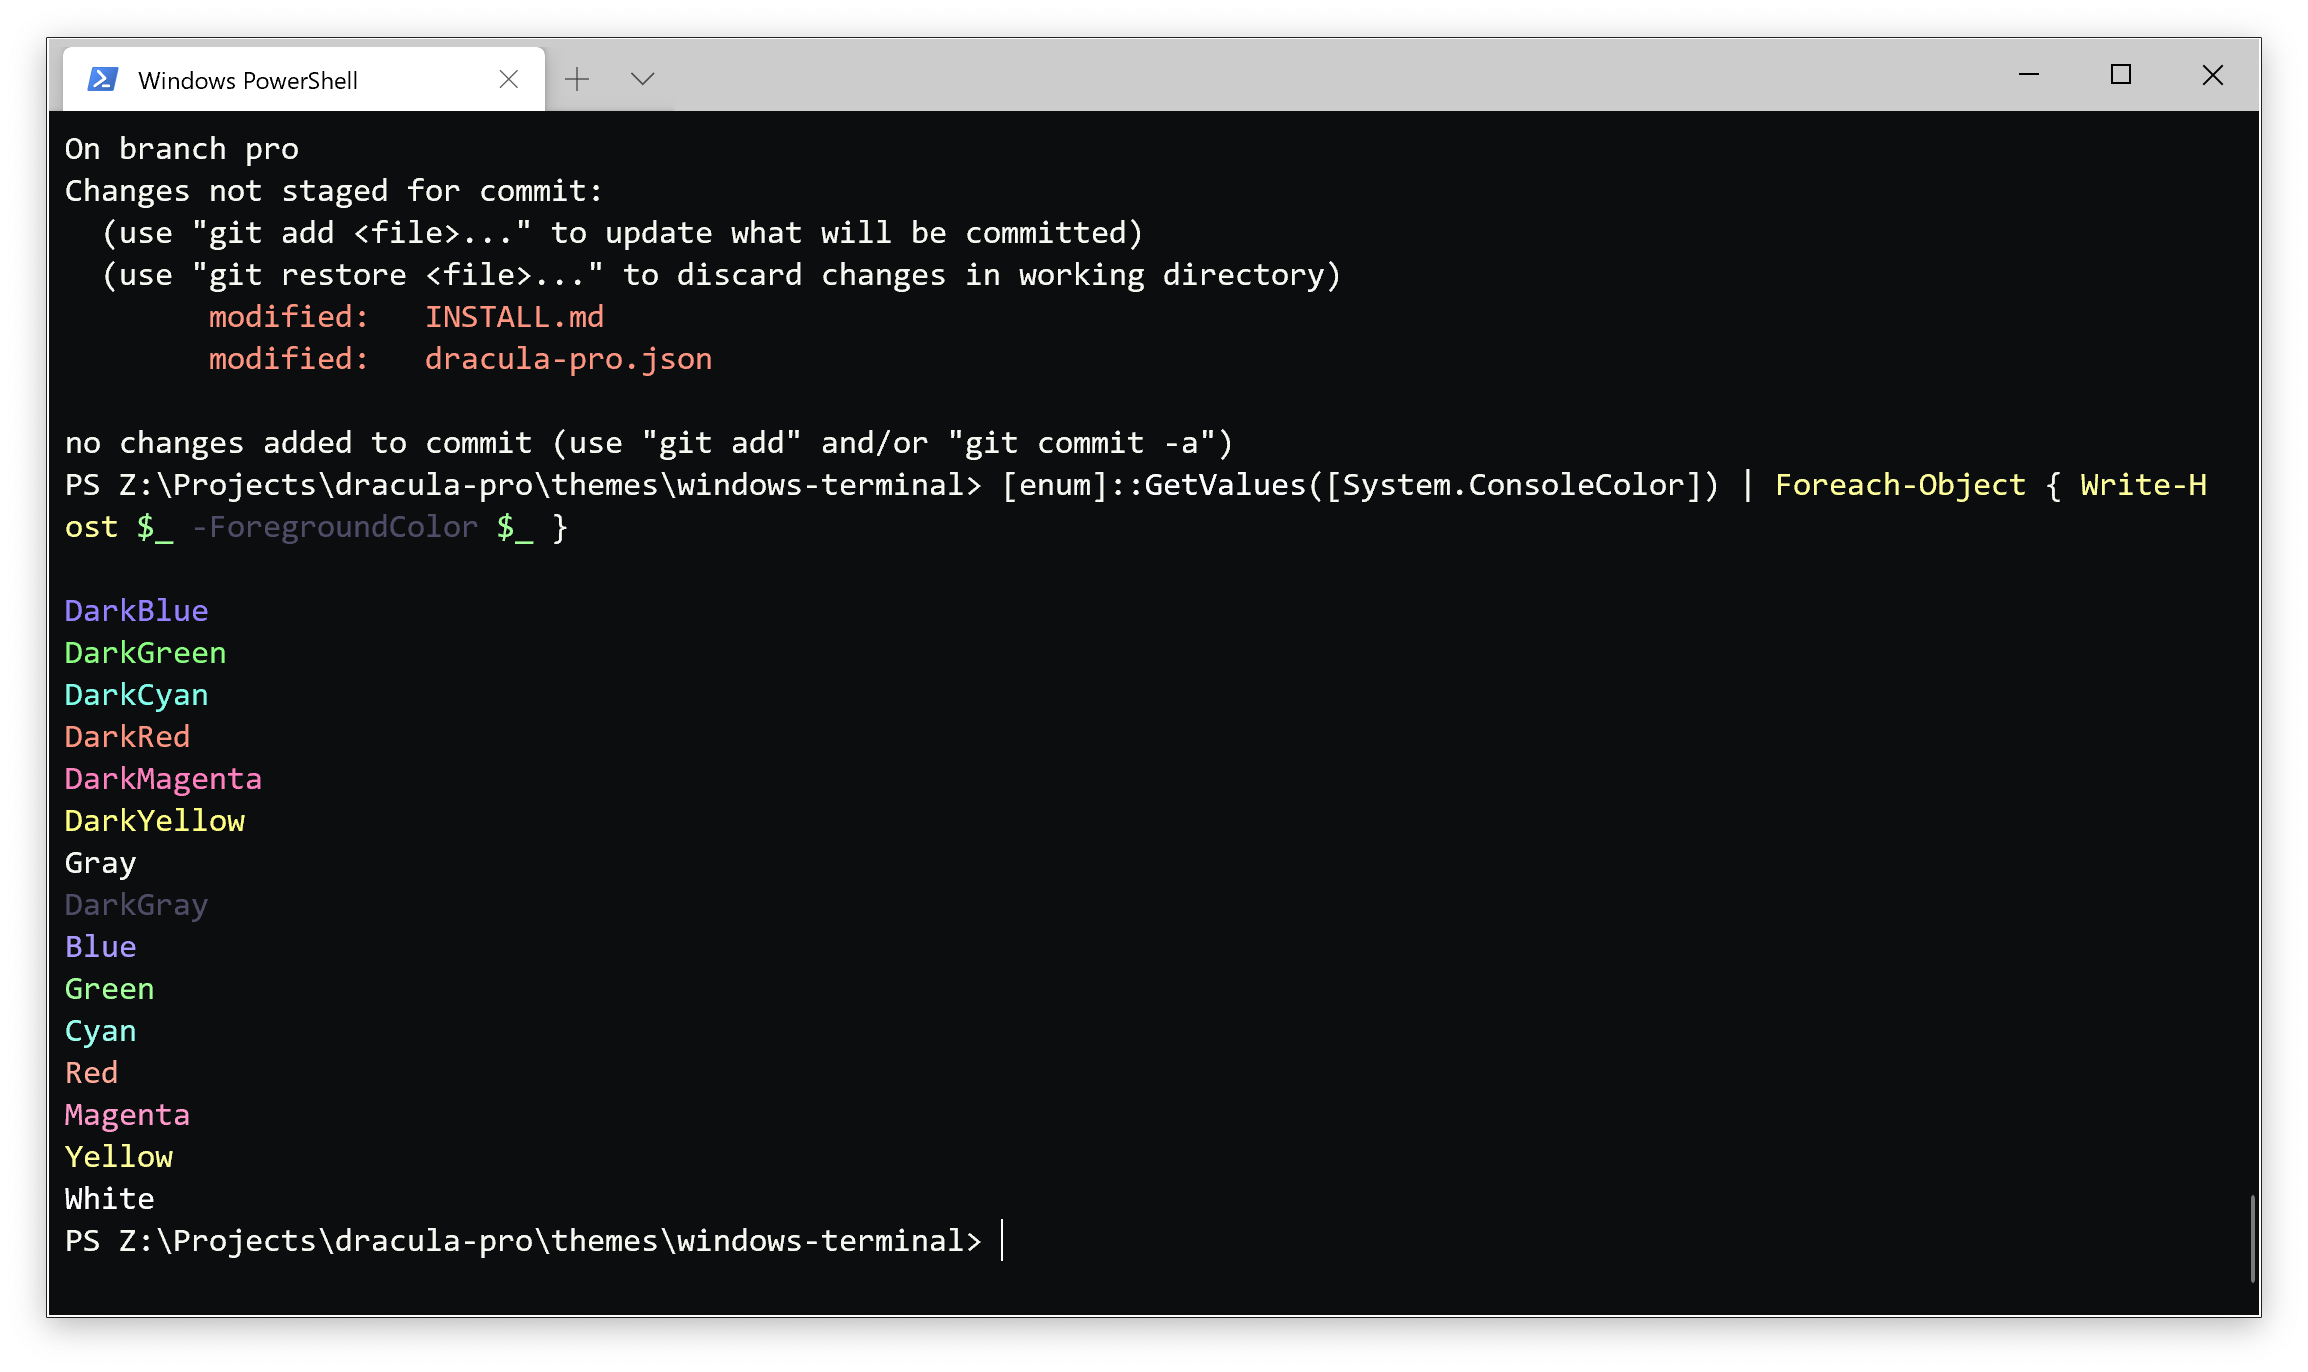 Windows PowerShell
On branch pro
Changes not staged for commit:
  (use "git add <file>..." to update what will be committed)
  (use "git restore <file>..." to discard changes in working directory)
        modified:   INSTALL.md
        modified:   dracula-pro.json
no changes added to commit (use "git add" and/or "git commit -a")
PS Z:\Projects\dracula-pro\themes\windows-terminal> [enum]::GetValues([System.ConsoleColor]) | Foreach-Object { Write-H
ost $_ -ForegroundColor $_ }
DarkBlue
DarkGreen
DarkCyan
DarkRed
DarkMagenta
DarkYellow
Gray
DarkGray
Blue
Green
Cyan
Red
Magenta
Yellow
White
PS Z:\Projects\dracula-pro\themes\windows-terminal>